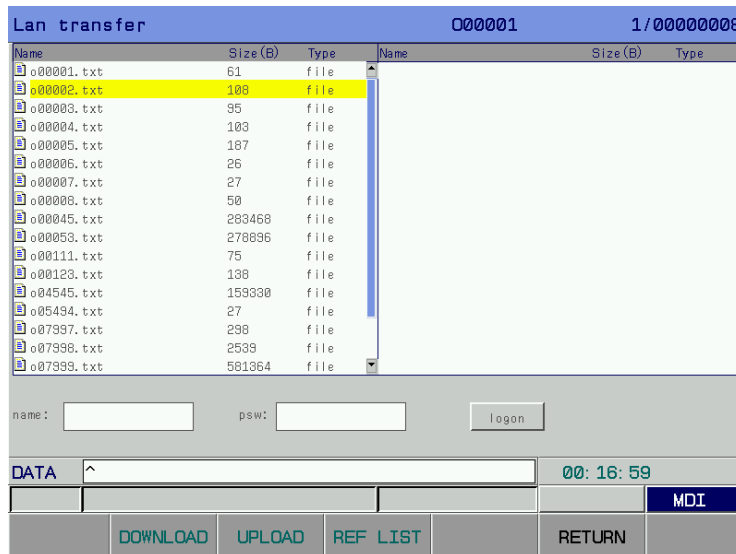 Lan transfer O00001 1/00000008
Name Size(B) Type Name Size(B) Type
o00001.txt 61 file
o00002.txt 108 file
o00003.txt 95 file
o00004.txt 103 file
o00005.txt 187 file
o00006.txt 26 file
o00007.txt 27 file
o00008.txt 50 file
o00045.txt 283468 file
o00053.txt 278896 file
o00111.txt 75 file
o00123.txt 138 file
o04545.txt 159330 file
o05494.txt 27 file
o07997.txt 298 file
o07998.txt 2539 file
o07999.txt 581364 file
name: psw: logon
DATA ^ 00:16:59
MDI
DOWNLOAD UPLOAD REF LIST RETURN